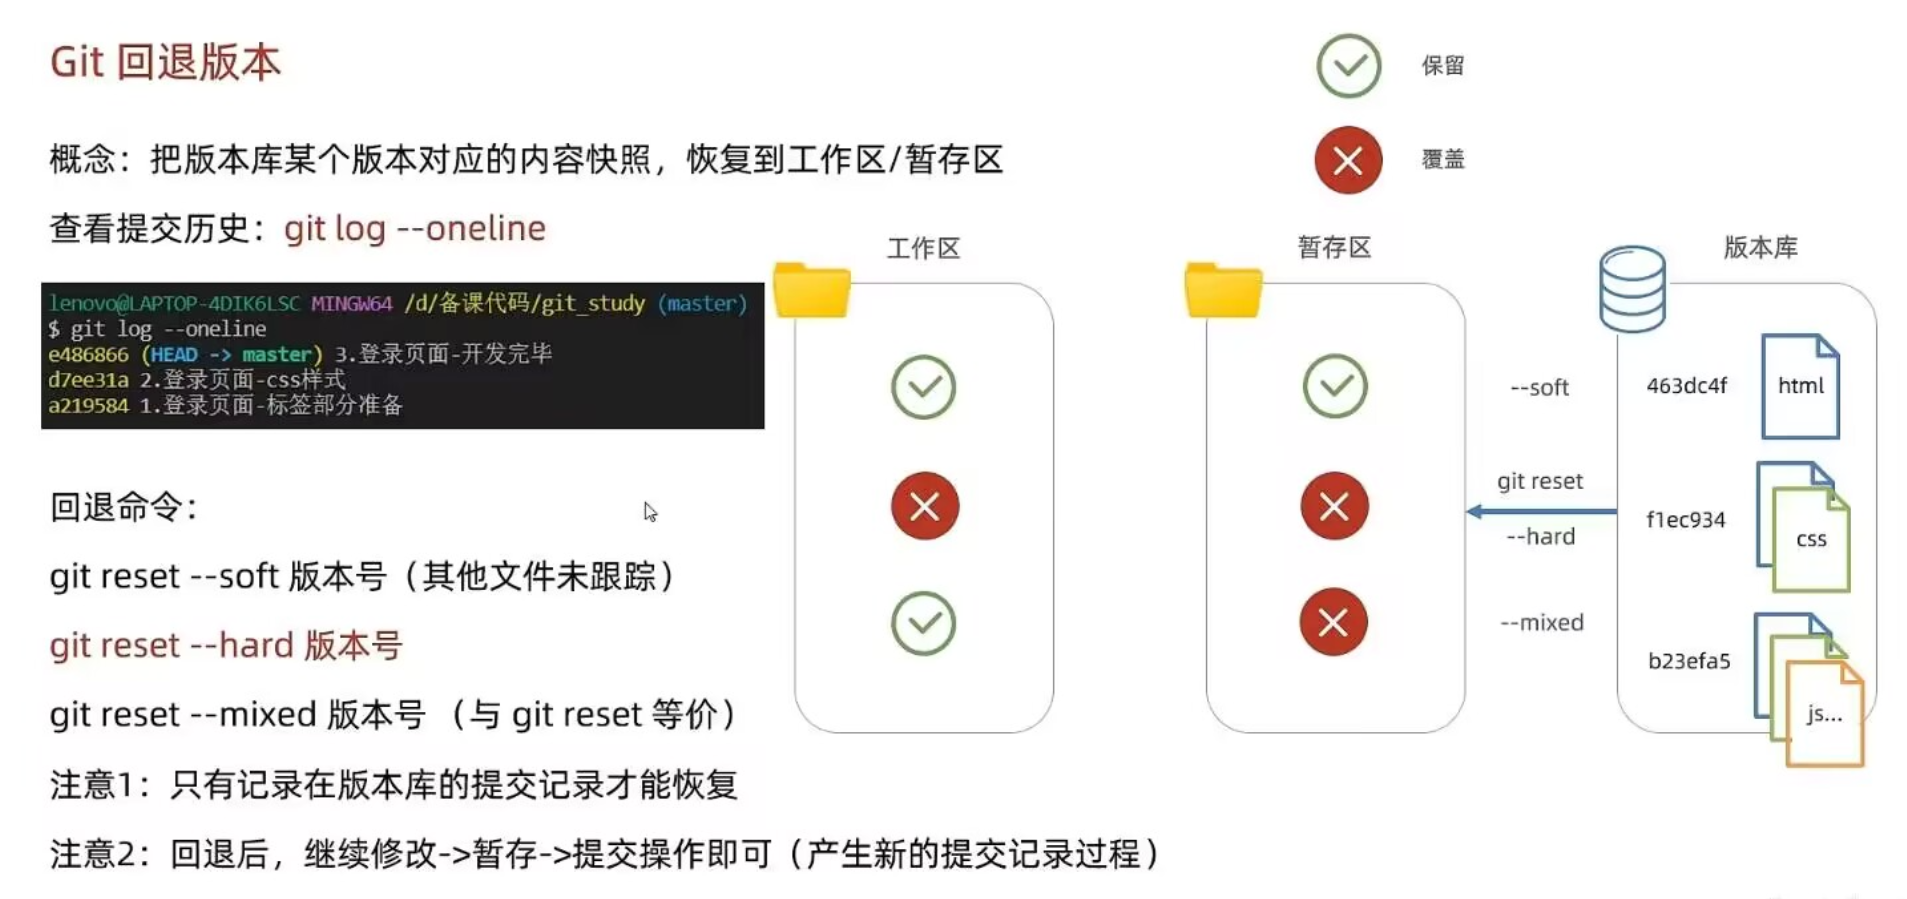 Git 回退版本
概念：把版本库某个版本对应的内容快照，恢复到工作区/暂存区
查看提交历史：git log --oneline
lenovo@LAPTOP-4DIK6LSC MINGW64 /d/备课代码/git_study (master)
$ git log --oneline
e486866 (HEAD -> master) 3.登录页面-开发完毕
d7ee31a 2.登录页面-css样式
a219584 1.登录页面-标签部分准备
回退命令：
git reset --soft 版本号（其他文件未跟踪）
git reset --hard 版本号
git reset --mixed 版本号 （与 git reset 等价）
注意1：只有记录在版本库的提交记录才能恢复
注意2：回退后，继续修改->暂存->提交操作即可（产生新的提交记录过程）
保留
覆盖
工作区
暂存区
版本库
--soft
git reset
--hard
--mixed
463dc4f
html
f1ec934
css
b23efa5
js...